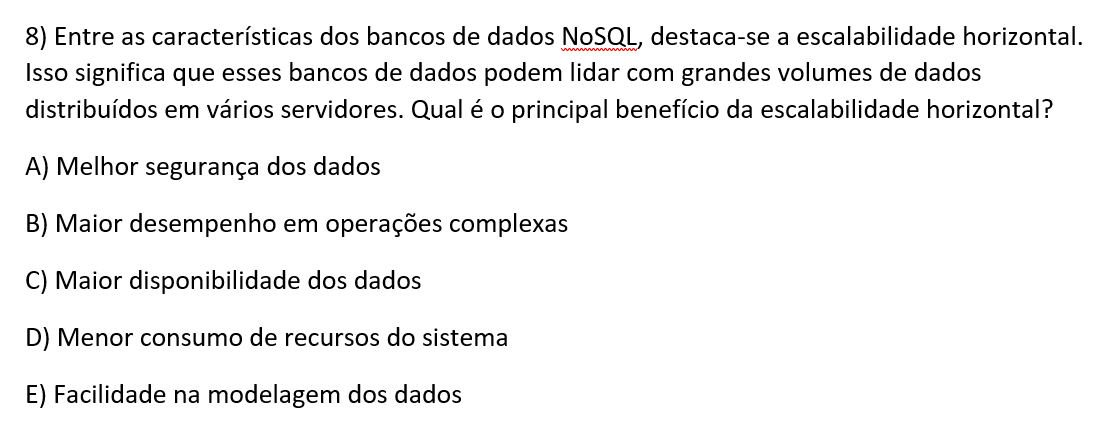 8) Entre as características dos bancos de dados NoSQL, destaca-se a escalabilidade horizontal.
Isso significa que esses bancos de dados podem lidar com grandes volumes de dados
distribuídos em vários servidores. Qual é o principal benefício da escalabilidade horizontal?
A) Melhor segurança dos dados
B) Maior desempenho em operações complexas
C) Maior disponibilidade dos dados
D) Menor consumo de recursos do sistema
E) Facilidade na modelagem dos dados